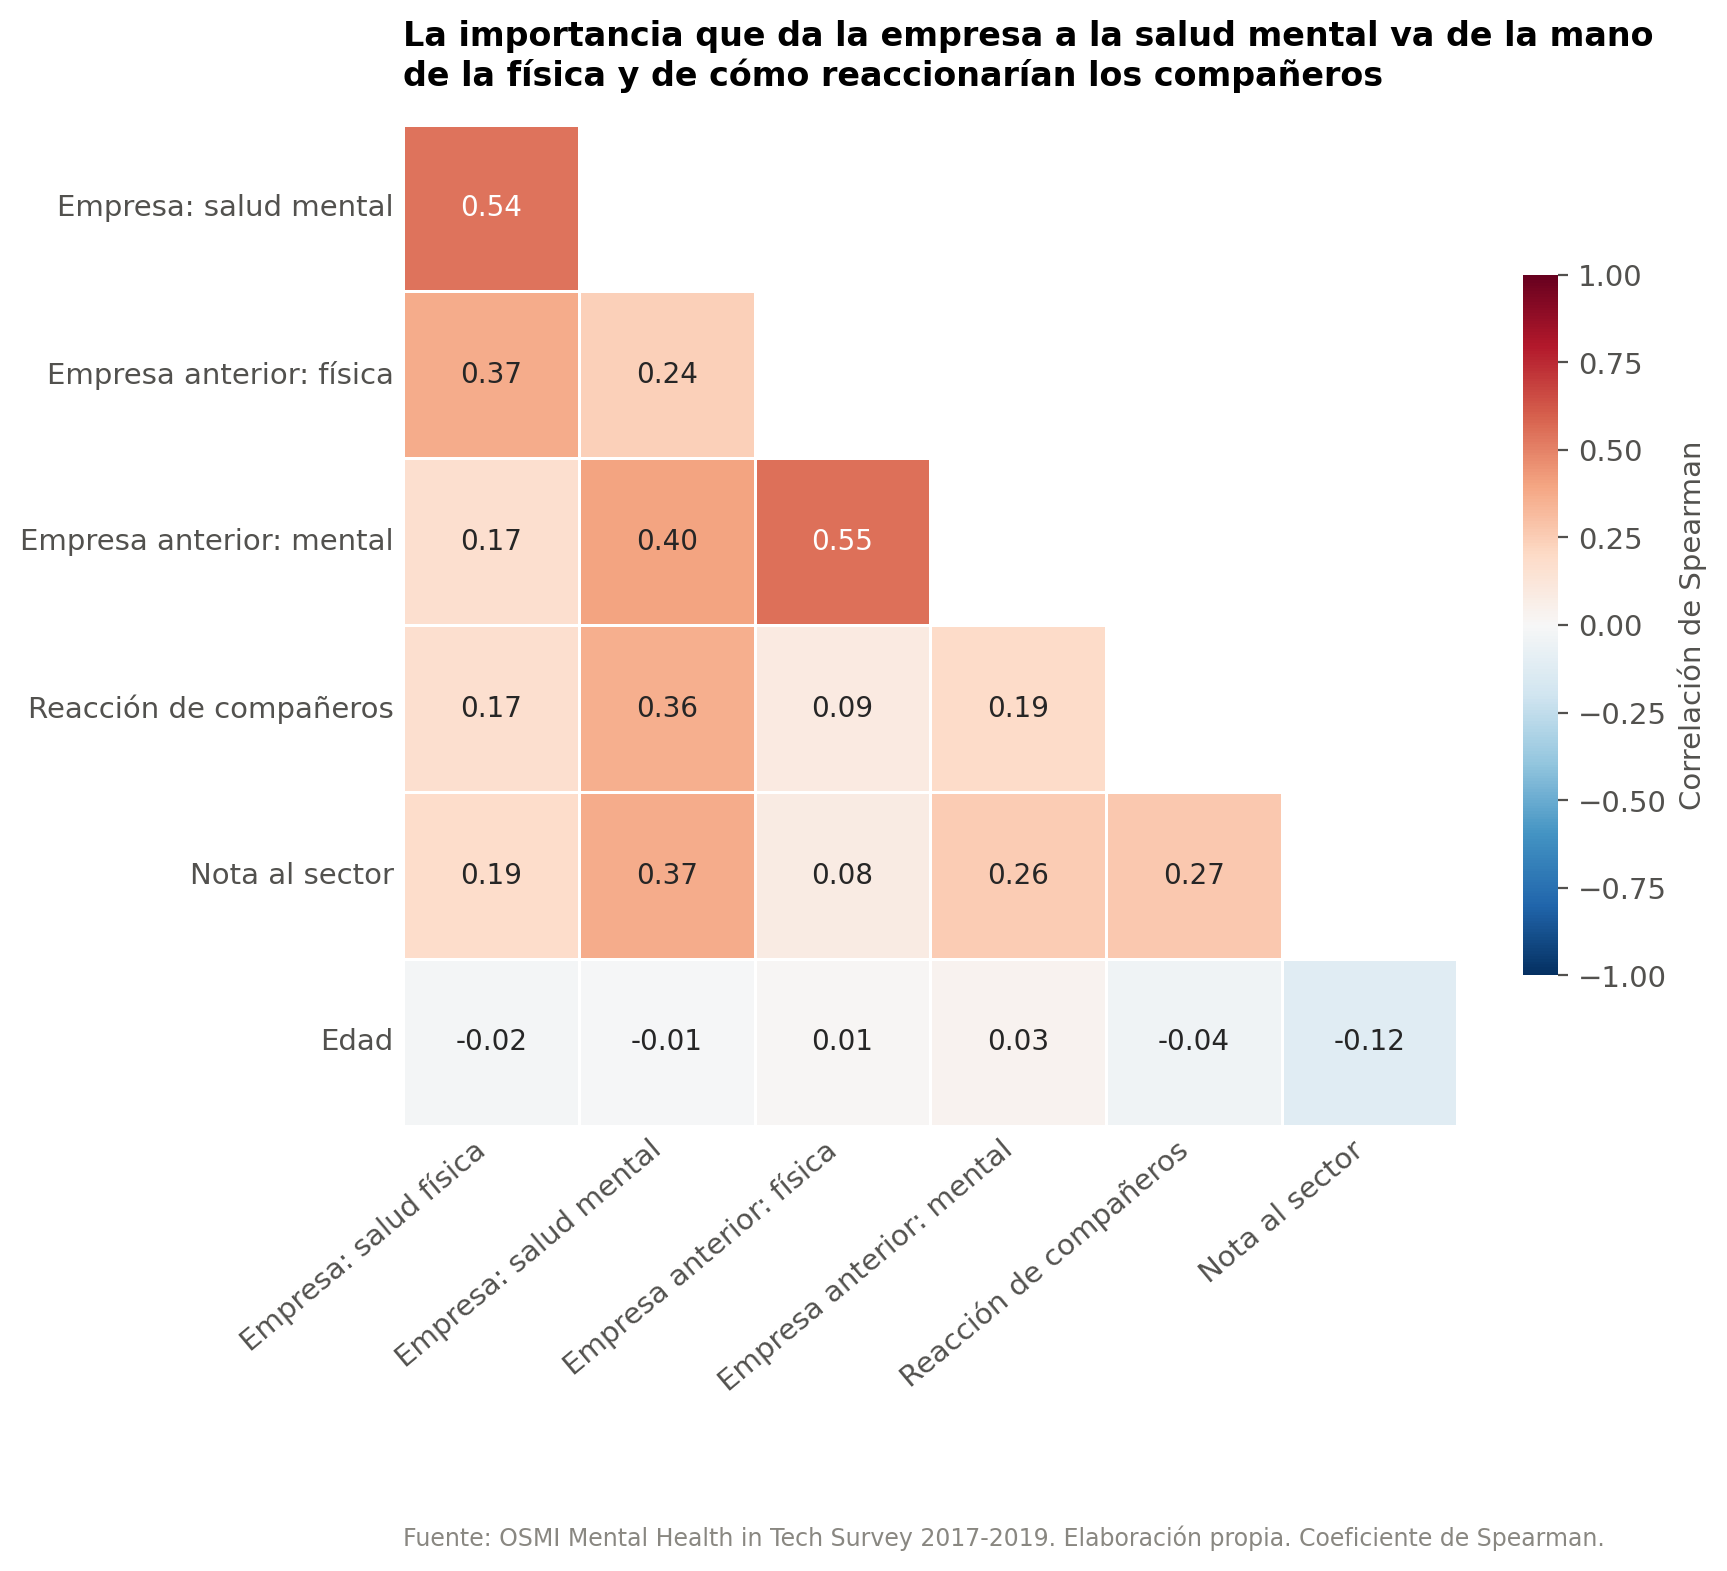 La importancia que da la empresa a la salud mental va de la mano
de la física y de cómo reaccionarían los compañeros
Empresa: salud mental
0.54
Empresa anterior: física
0.37
0.24
Empresa anterior: mental
0.17
0.40
0.55
Reacción de compañeros
0.17
0.36
0.09
0.19
Nota al sector
0.19
0.37
0.08
0.26
0.27
Edad
-0.02
-0.01
0.01
0.03
-0.04
-0.12
Empresa: salud física
Empresa: salud mental
Empresa anterior: física
Empresa anterior: mental
Reacción de compañeros
Nota al sector
1.00
0.75
0.50
0.25
0.00
−0.25
−0.50
−0.75
−1.00
Correlación de Spearman
Fuente: OSMI Mental Health in Tech Survey 2017-2019. Elaboración propia. Coeficiente de Spearman.